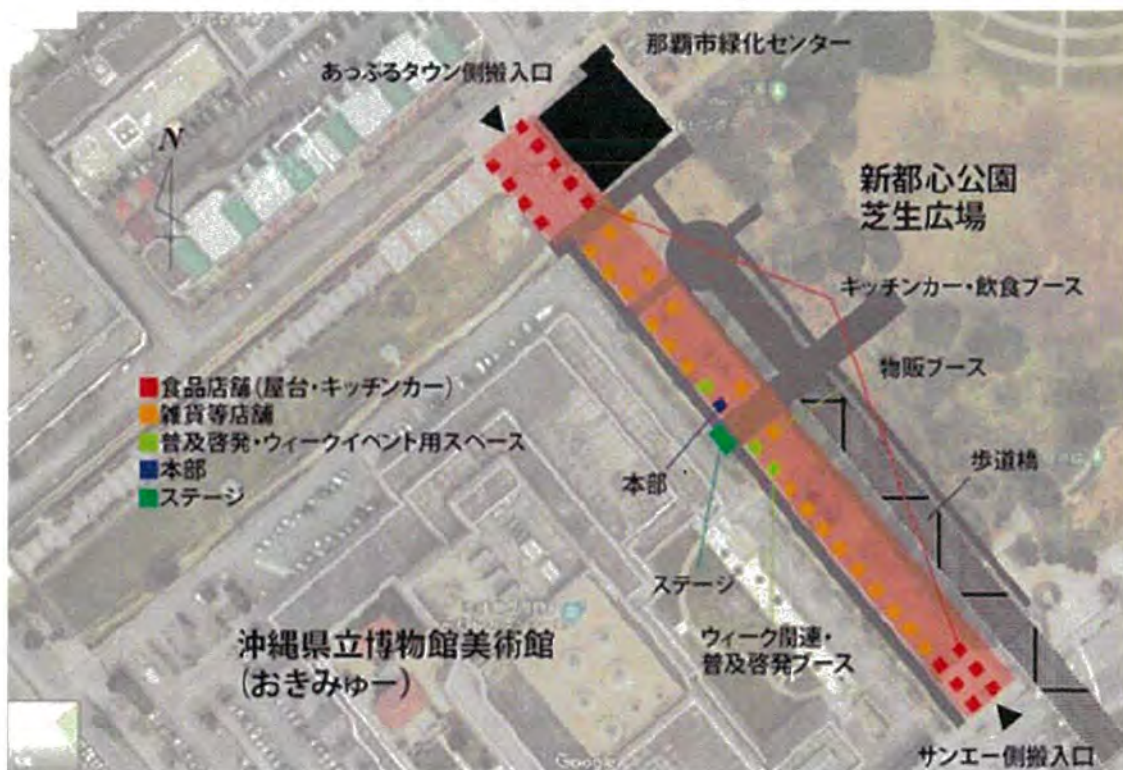 那覇市緑化センター
あっぷるタウン側搬入口
N
新都心公園
芝生広場
キッチンカー・飲食ブース
物販ブース
食品店舗(屋台・キッチンカー)
雑貨等店舗
普及啓発・ウィークイベント用スペース
本部
ステージ
歩道橋
本部
ステージ
ウィーク関連・
普及啓発ブース
沖縄県立博物館美術館
(おきみゅー)
サンエー側搬入口
Google